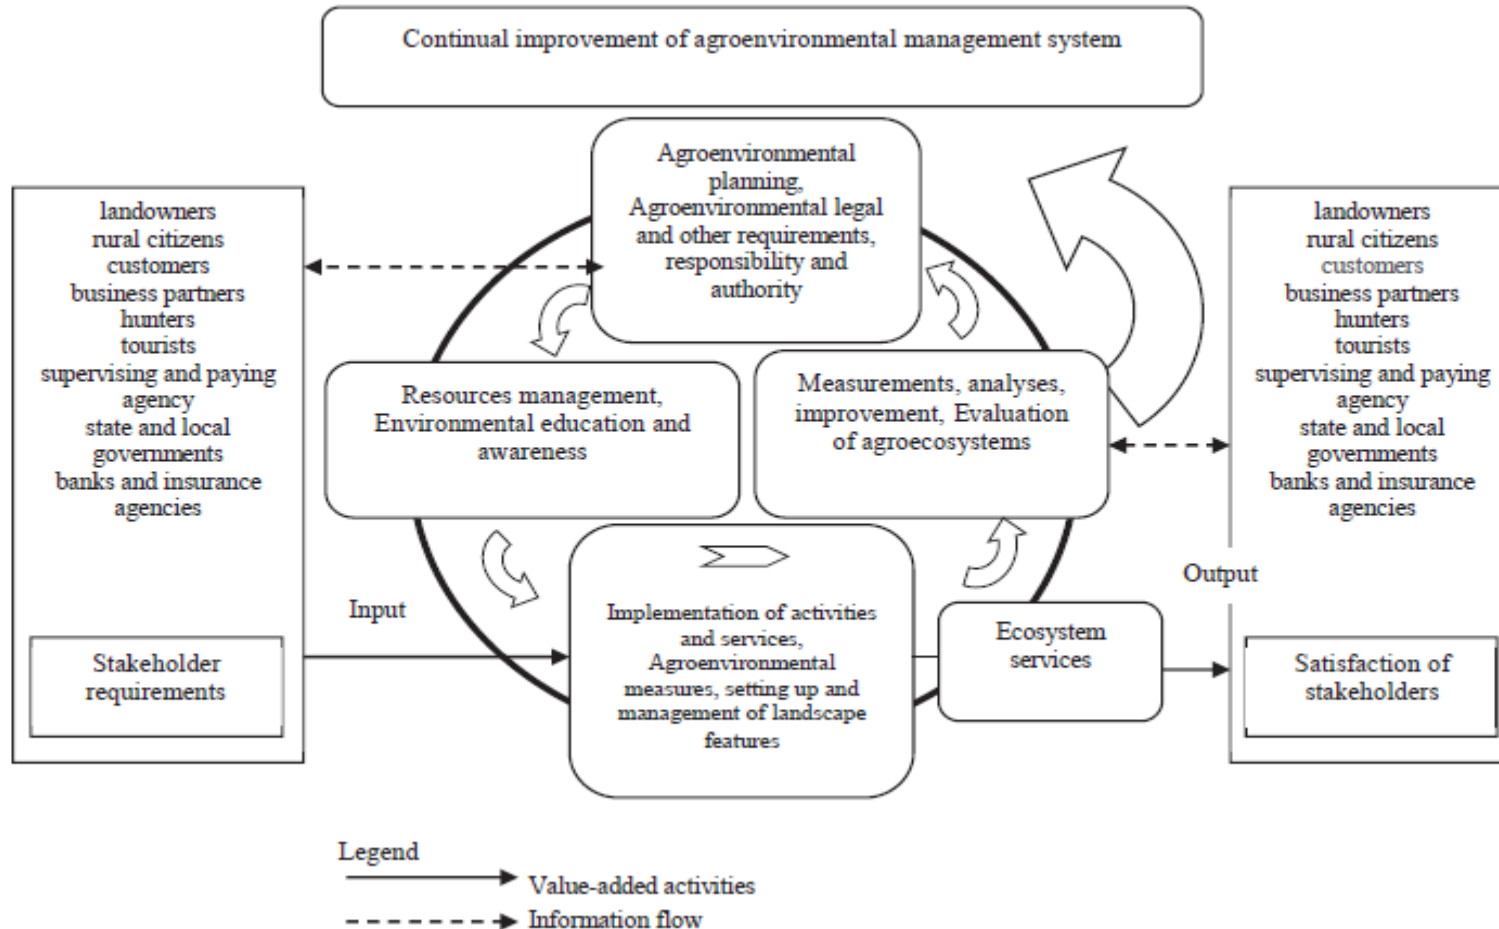 Continual improvement of agroenvironmental management system
Agroenvironmental
planning,
Agroenvironmental legal
and other requirements,
responsibility and
authority
landowners
rural citizens
customers
business partners
hunters
tourists
supervising and paying
agency
state and local
governments
banks and insurance
agencies
Stakeholder
requirements
Input
Resources management,
Environmental education and
awareness
Measurements, analyses,
improvement, Evaluation
of agroecosystems
Implementation of activities
and services,
Agroenvironmental
measures, setting up and
management of landscape
features
Ecosystem
services
Output
landowners
rural citizens
customers
business partners
hunters
tourists
supervising and paying
agency
state and local
governments
banks and insurance
agencies
Satisfaction of
stakeholders
Legend
Value-added activities
Information flow